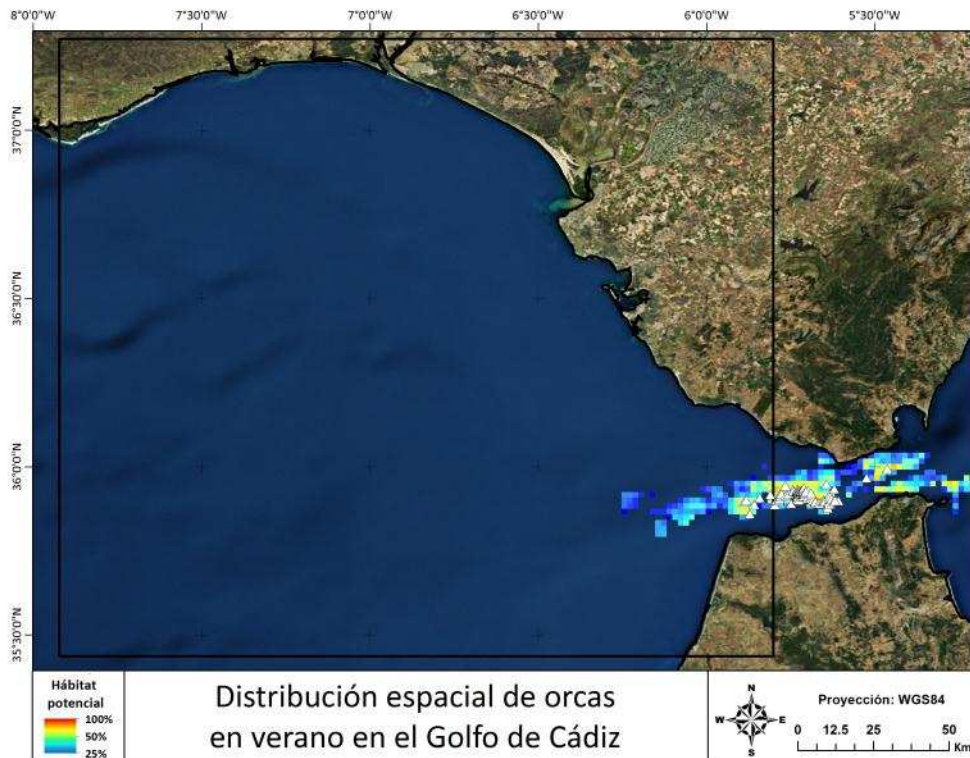 8°0'0"W
7°30'0"W
7°0'0"W
6°30'0"W
6°0'0"W
5°30'0"W
37°0'0"N
36°30'0"N
36°0'0"N
35°30'0"N
Hábitat
potencial
100%
50%
25%
Distribución espacial de orcas
en verano en el Golfo de Cádiz
N
W E
S
Proyección: WGS84
0 12.5 25 50
Km